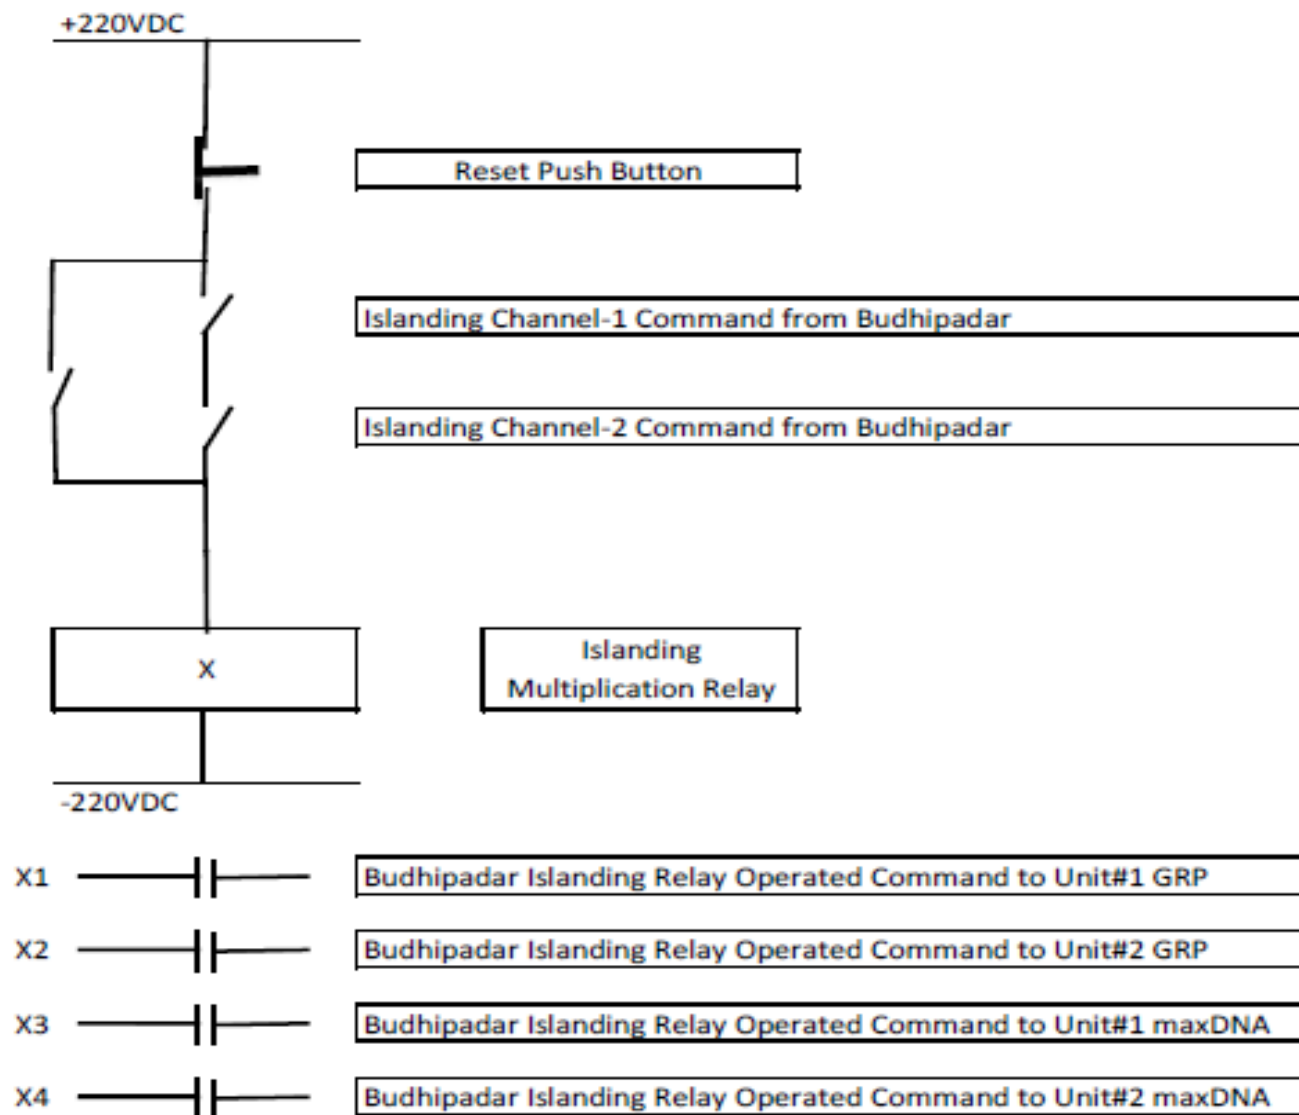 +220VDC
Reset Push Button
Islanding Channel-1 Command from Budhipadar
Islanding Channel-2 Command from Budhipadar
X
Islanding
Multiplication Relay
-220VDC
X1 Budhipadar Islanding Relay Operated Command to Unit#1 GRP
X2 Budhipadar Islanding Relay Operated Command to Unit#2 GRP
X3 Budhipadar Islanding Relay Operated Command to Unit#1 maxDNA
X4 Budhipadar Islanding Relay Operated Command to Unit#2 maxDNA